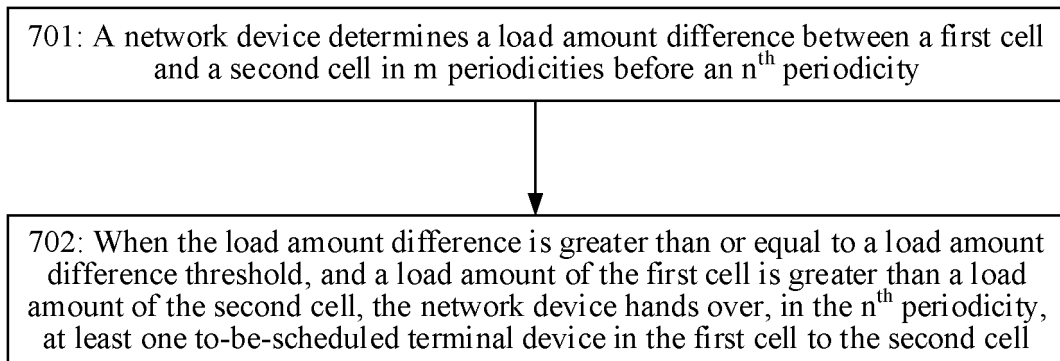 701: A network device determines a load amount difference between a first cell
and a second cell in m periodicities before an nth periodicity
702: When the load amount difference is greater than or equal to a load amount
difference threshold, and a load amount of the first cell is greater than a load
amount of the second cell, the network device hands over, in the nth periodicity,
at least one to-be-scheduled terminal device in the first cell to the second cell